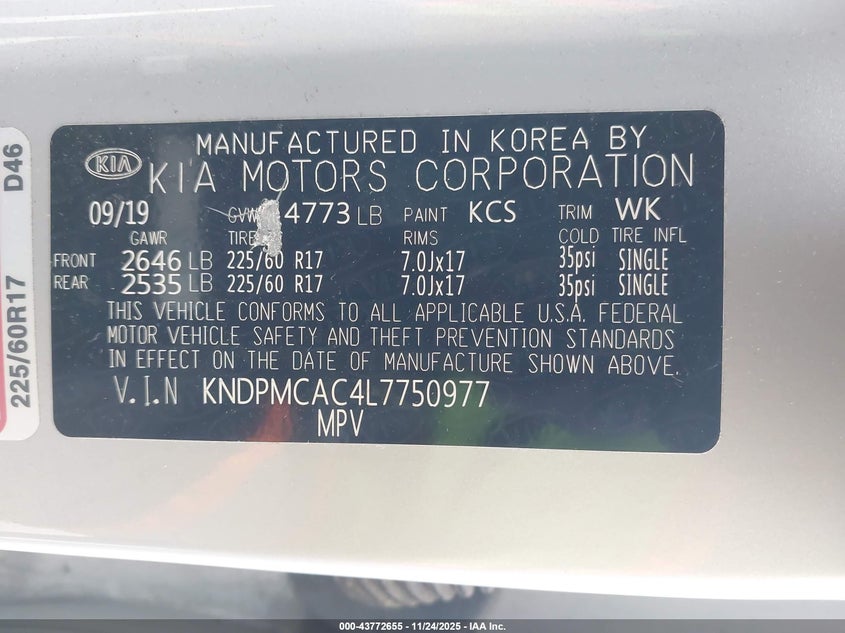 MANUFACTURED IN KOREA BY
KIA
KIA MOTORS CORPORATION
09/19 GVW 4773 LB PAINT KCS TRIM WK
GAWR TIRE RIMS COLD TIRE INFL
FRONT 2646 LB 225/60 R17 7.0Jx17 35psi SINGLE
REAR 2535 LB 225/60 R17 7.0Jx17 35psi SINGLE
THIS VEHICLE CONFORMS TO ALL APPLICABLE U.S.A. FEDERAL
MOTOR VEHICLE SAFETY AND THEFT PREVENTION STANDARDS
IN EFFECT ON THE DATE OF MANUFACTURE SHOWN ABOVE.
V.I.N KNDPMCAC4L7750977
MPV
225/60R17 D46
000-43772655 - 11/24/2025 - IAA Inc.